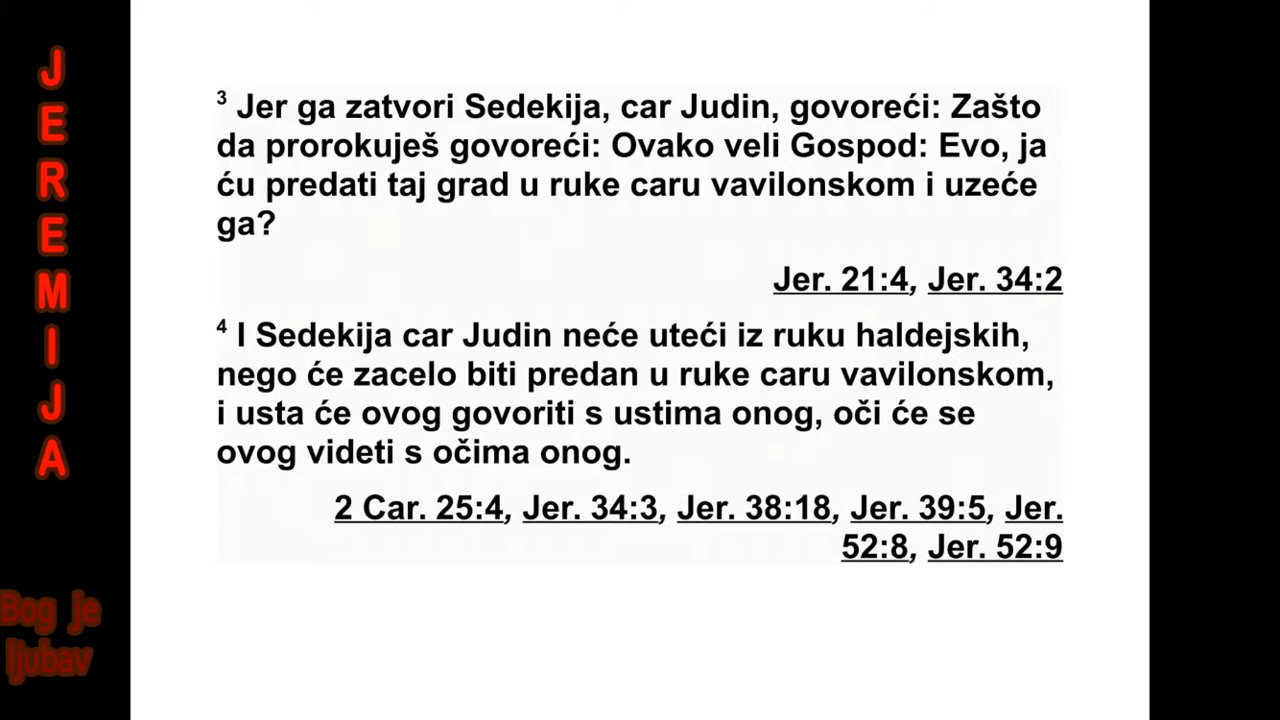 JEREMIJA
3 Jer ga zatvori Sedekija, car Judin, govoreći: Zašto
da prorokuješ govoreći: Ovako veli Gospod: Evo, ja
ću predati taj grad u ruke caru vavilonskom i uzeće
ga?
Jer. 21:4, Jer. 34:2
4 I Sedekija car Judin neće uteći iz ruku haldejskih,
nego će zacelo biti predan u ruke caru vavilonskom,
i usta će ovog govoriti s ustima onog, oči će se
ovog videti s očima onog.
2 Car. 25:4, Jer. 34:3, Jer. 38:18, Jer. 39:5, Jer.
52:8, Jer. 52:9
Bog je
ljubav